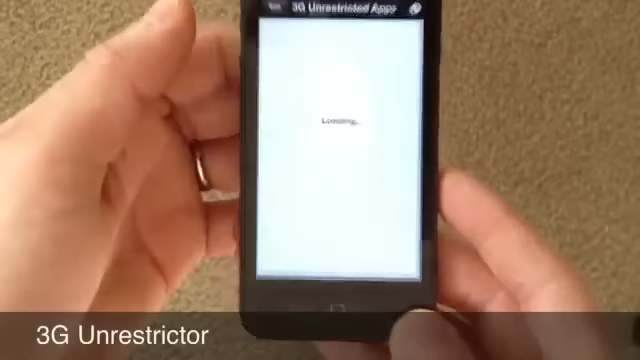 3G Unrestricted Apps
Loading...
3G Unrestrictor